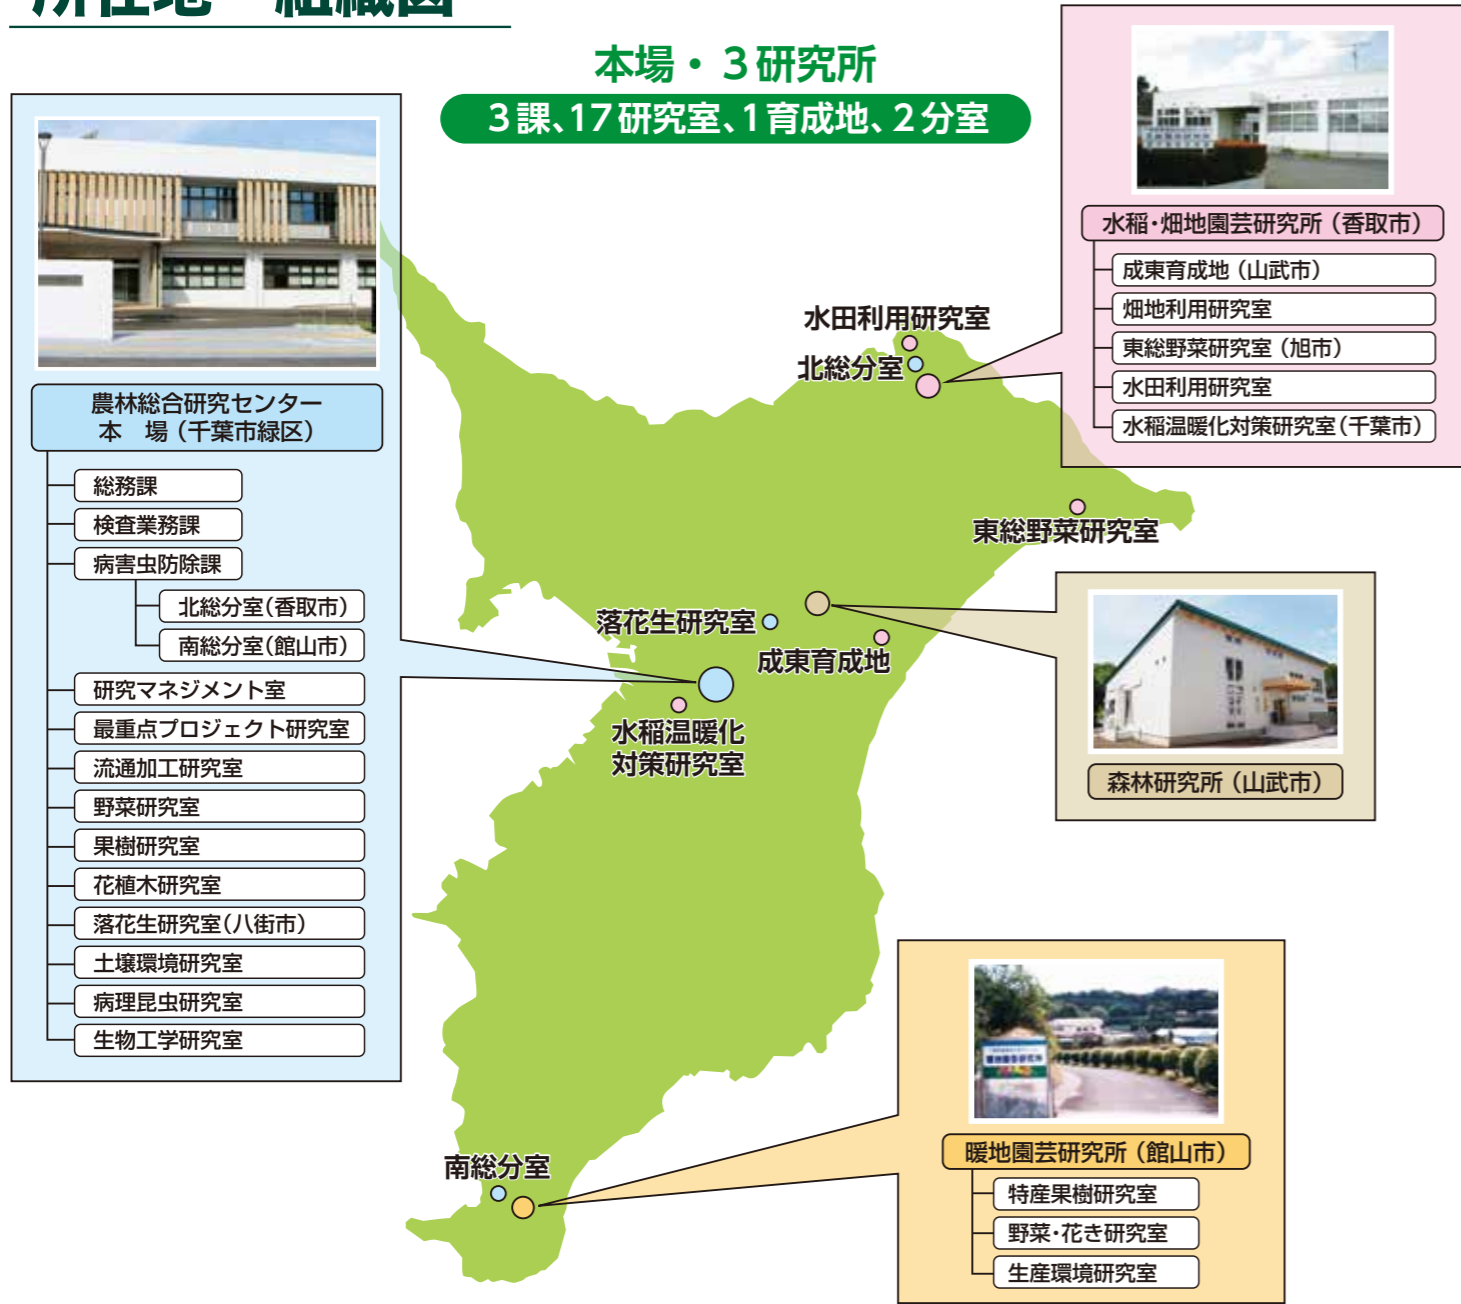 所在地 組織図
本場・3研究所
3課、17研究室、1育成地、2分室
農林総合研究センター
本 場（千葉市緑区）
総務課
検査業務課
病害虫防除課
北総分室（香取市）
南総分室（館山市）
研究マネジメント室
最重点プロジェクト研究室
流通加工研究室
野菜研究室
果樹研究室
花植木研究室
落花生研究室（八街市）
土壌環境研究室
病理昆虫研究室
生物工学研究室
水稲・畑地園芸研究所（香取市）
成東育成地（山武市）
畑地利用研究室
東総野菜研究室（旭市）
水田利用研究室
水稲温暖化対策研究室（千葉市）
水田利用研究室
北総分室
東総野菜研究室
落花生研究室
成東育成地
水稲温暖化
対策研究室
南総分室
森林研究所（山武市）
暖地園芸研究所（館山市）
特産果樹研究室
野菜・花き研究室
生産環境研究室